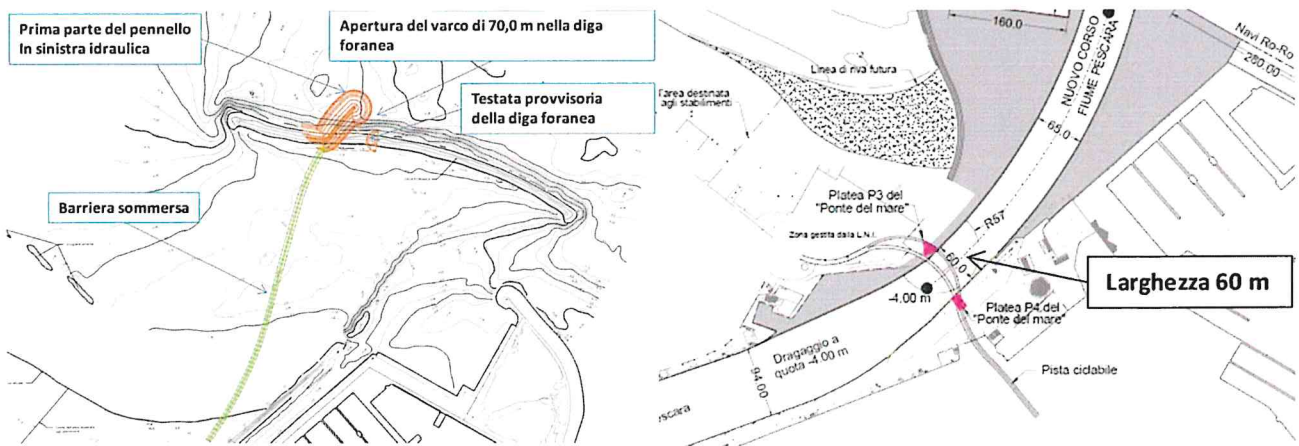 Prima parte del pennello
In sinistra idraulica
Apertura del varco di 70,0 m nella diga
foranea
Testata provvisoria
della diga foranea
Barriera sommersa
160.0
Navi Ro-Ro
280.00
Linea di riva futura
l'area destinata
agli stabilimenti
NUOVO CORSO
FIUME PESCARA
65.0
Platea P3 del
"Ponte del mare"
Zona gestita dalla L.N.I.
R57
60.0
Larghezza 60 m
-4.00 m
Platea P4 del
"Ponte del mare"
Dragaggio a
quota -4.00 m
94.00
Pista ciclabile
escara